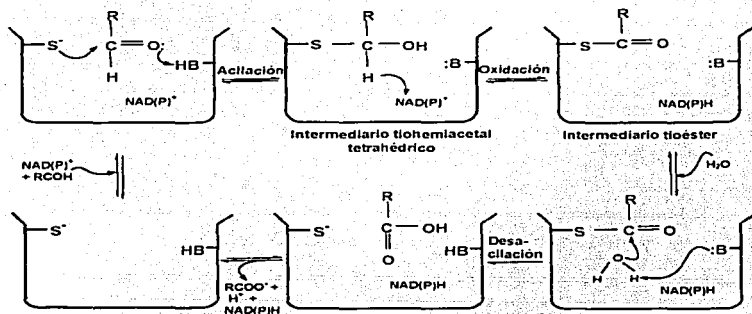 R
S⁻ C O:
H HB
NAD(P)⁺
Acilación
R
S C OH
H :B
NAD(P)⁺
Intermediario tiohemiacetal
tetrahédrico
Oxidación
R
S C O
:B
NAD(P)H
Intermediario tioéster
NAD(P)⁺
+ RCOH
H₂O
S⁻
HB
RCOO⁻ +
H⁺ +
NAD(P)H
R
S⁻ C OH
O HB
NAD(P)H
Desa-
cilación
R
S C O
O :B
H H
NAD(P)H